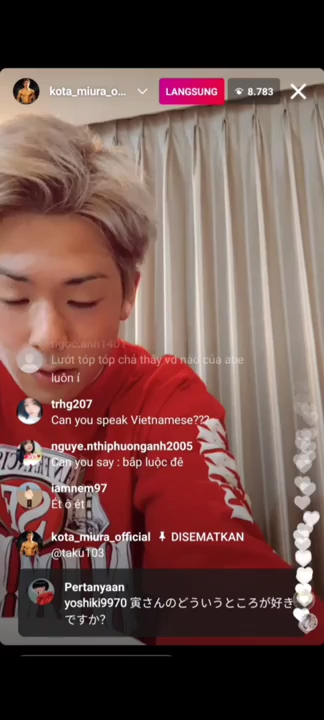 kota_miura_o...
LANGSUNG
8.783
ngoc.anh1401
Lướt tóp tóp chả thấy vd nào của abe
luôn í
trhg207
Can you speak Vietnamese???
nguye.nthiphuonganh2005
Can you say : bắp luộc đê
iamnem97
Ét ô ét
kota_miura_official DISEMATKAN
@taku103
Pertanyaan
yoshiki9970 寅さんのどういうところが好き
ですか?